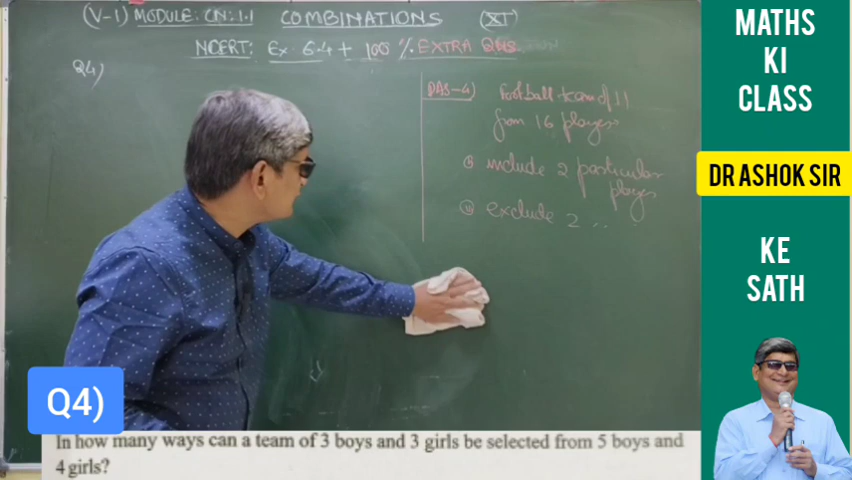 (V-1) MODULE: CN: 1.1 COMBINATIONS (XI)
NCERT: Ex 6.4 + 100 % EXTRA QNS
Q4)
PAS-4) Football team of 11
from 16 players
(i) include 2 particular
players
(ii) exclude 2 ..
Q4)
In how many ways can a team of 3 boys and 3 girls be selected from 5 boys and
4 girls?
MATHS
KI
CLASS
DR ASHOK SIR
KE
SATH